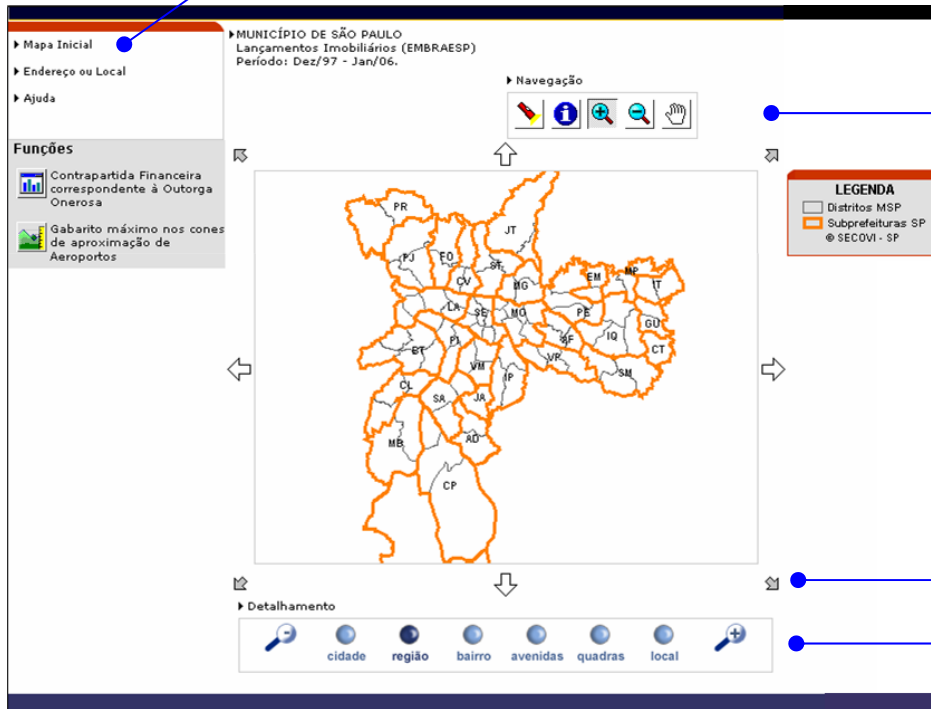 Mapa Inicial
Endereço ou Local
Ajuda
Funções
Contrapartida Financeira
correspondente à Outorga
Onerosa
Gabarito máximo nos cones
de aproximação de
Aeroportos
MUNICÍPIO DE SÃO PAULO
Lançamentos Imobiliários (EMBRAESP)
Período: Dez/97 - Jan/06.
Navegação
LEGENDA
Distritos MSP
Subprefeituras SP
© SECOVI - SP
PR
JT
PJ
FO
ST
CV
MG
EM
MP
IT
LA
SE
MO
PE
GU
IQ
AF
CT
PI
BT
VP
VM
IP
SM
CL
SA
JA
MB
AD
CP
Detalhamento
cidade
região
bairro
avenidas
quadras
local